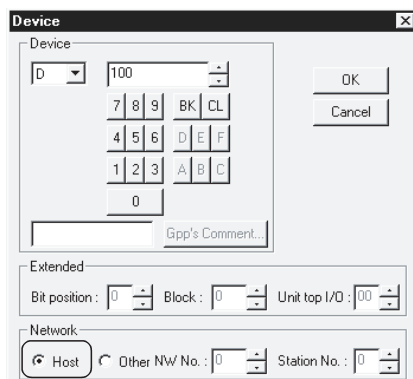 Device
Device
D 100
OK
7 8 9 BK CL
Cancel
4 5 6 D E F
1 2 3 A B C
0
Gpp's Comment...
Extended
Bit position : 0 Block : 0 Unit top I/O : 00
Network
Host Other NW No. : 0 Station No. : 0